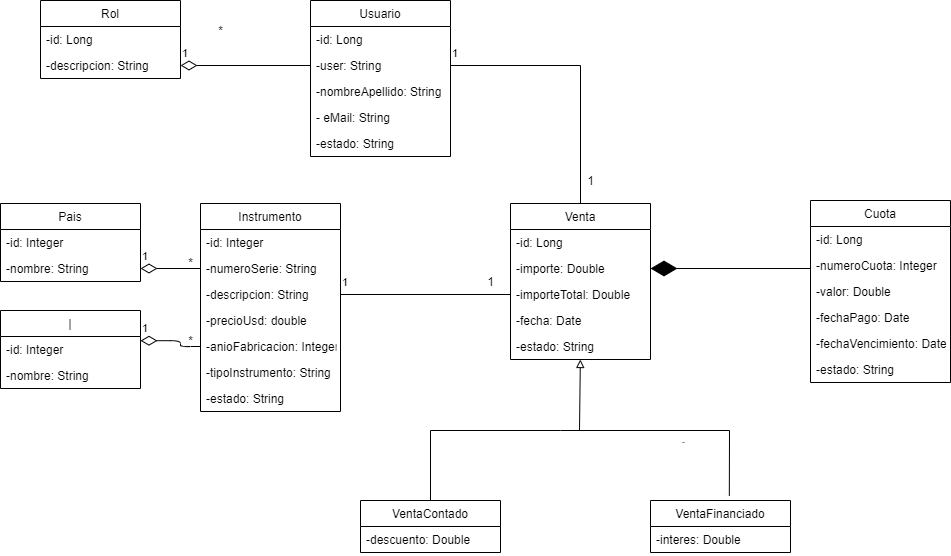 Rol
-id: Long
-descripcion: String
*
1
Usuario
-id: Long
-user: String
-nombreApellido: String
- eMail: String
-estado: String
1
1
Pais
-id: Integer
-nombre: String
1
*
|
-id: Integer
-nombre: String
1
*
Instrumento
-id: Integer
-numeroSerie: String
-descripcion: String
-precioUsd: double
-anioFabricacion: Integer
-tipoInstrumento: String
-estado: String
1
1
Venta
-id: Long
-importe: Double
-importeTotal: Double
-fecha: Date
-estado: String
Cuota
-id: Long
-numeroCuota: Integer
-valor: Double
-fechaPago: Date
-fechaVencimiento: Date
-estado: String
-
VentaContado
-descuento: Double
VentaFinanciado
-interes: Double